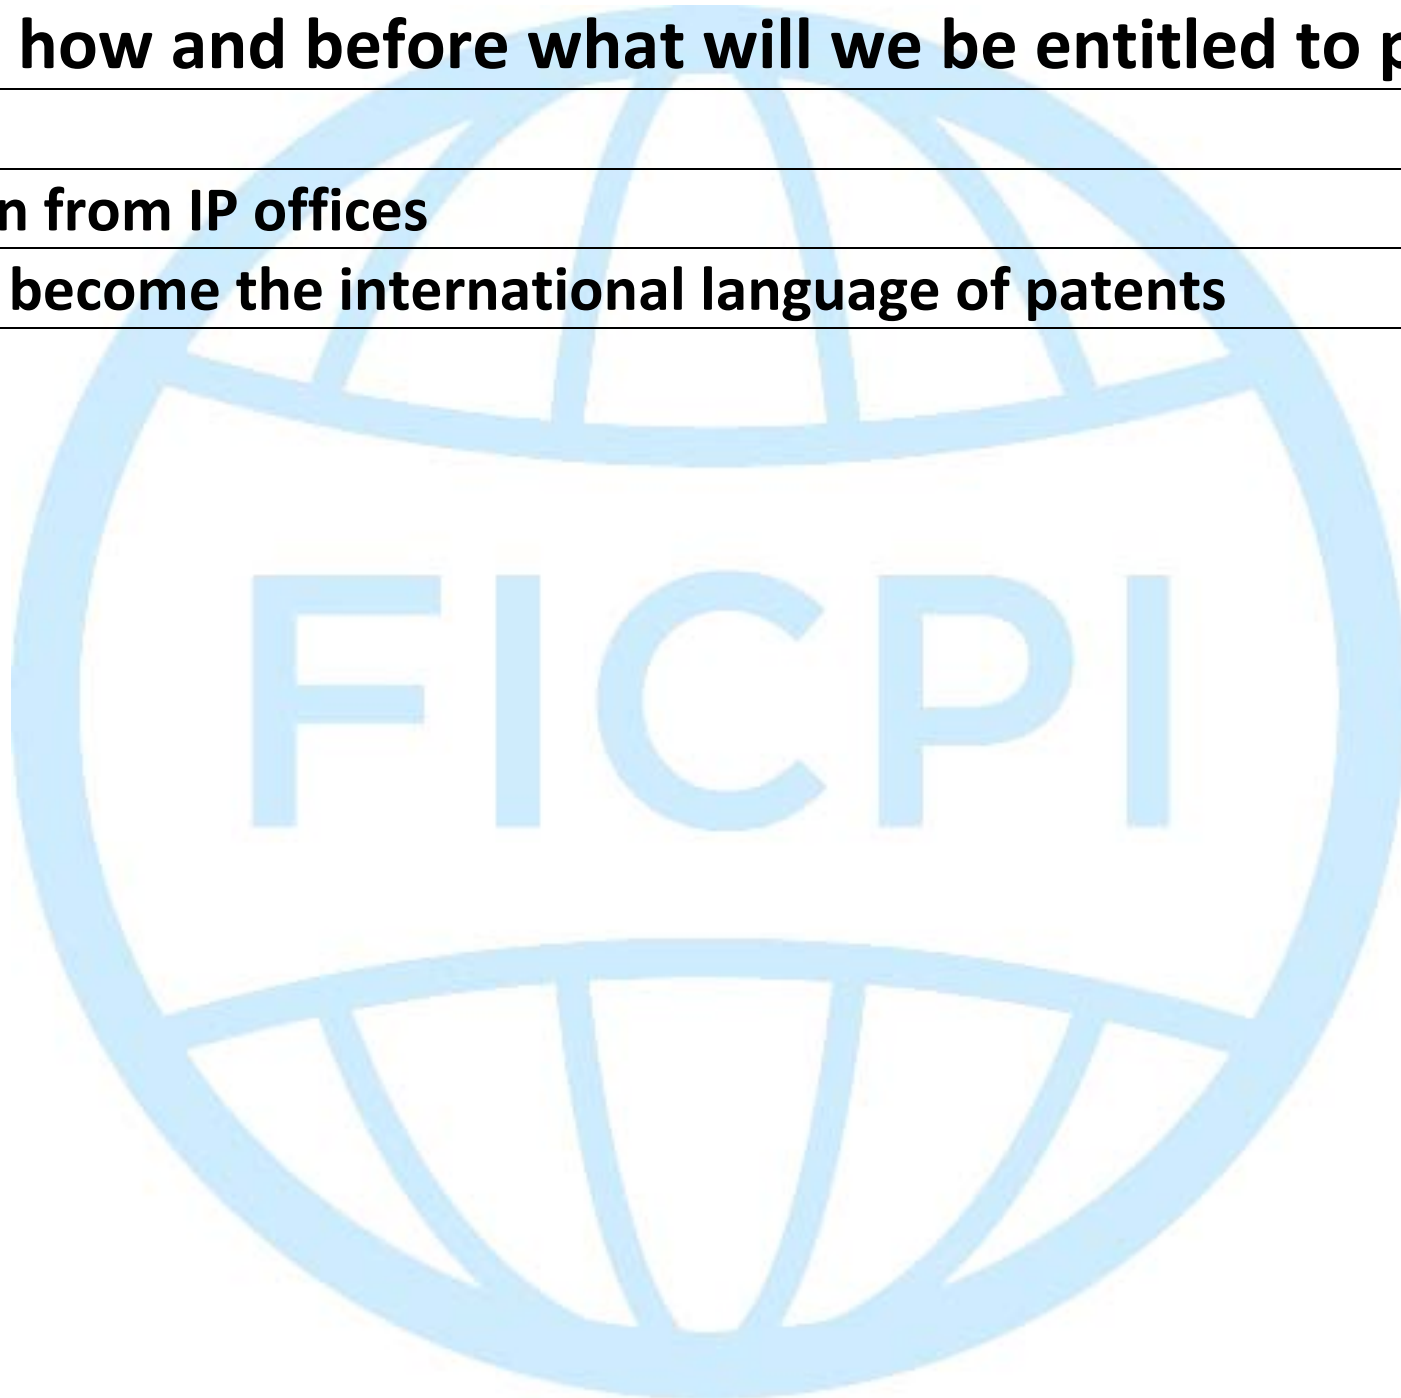 how and before what will we be entitled to p
n from IP offices
become the international language of patents
FICPI